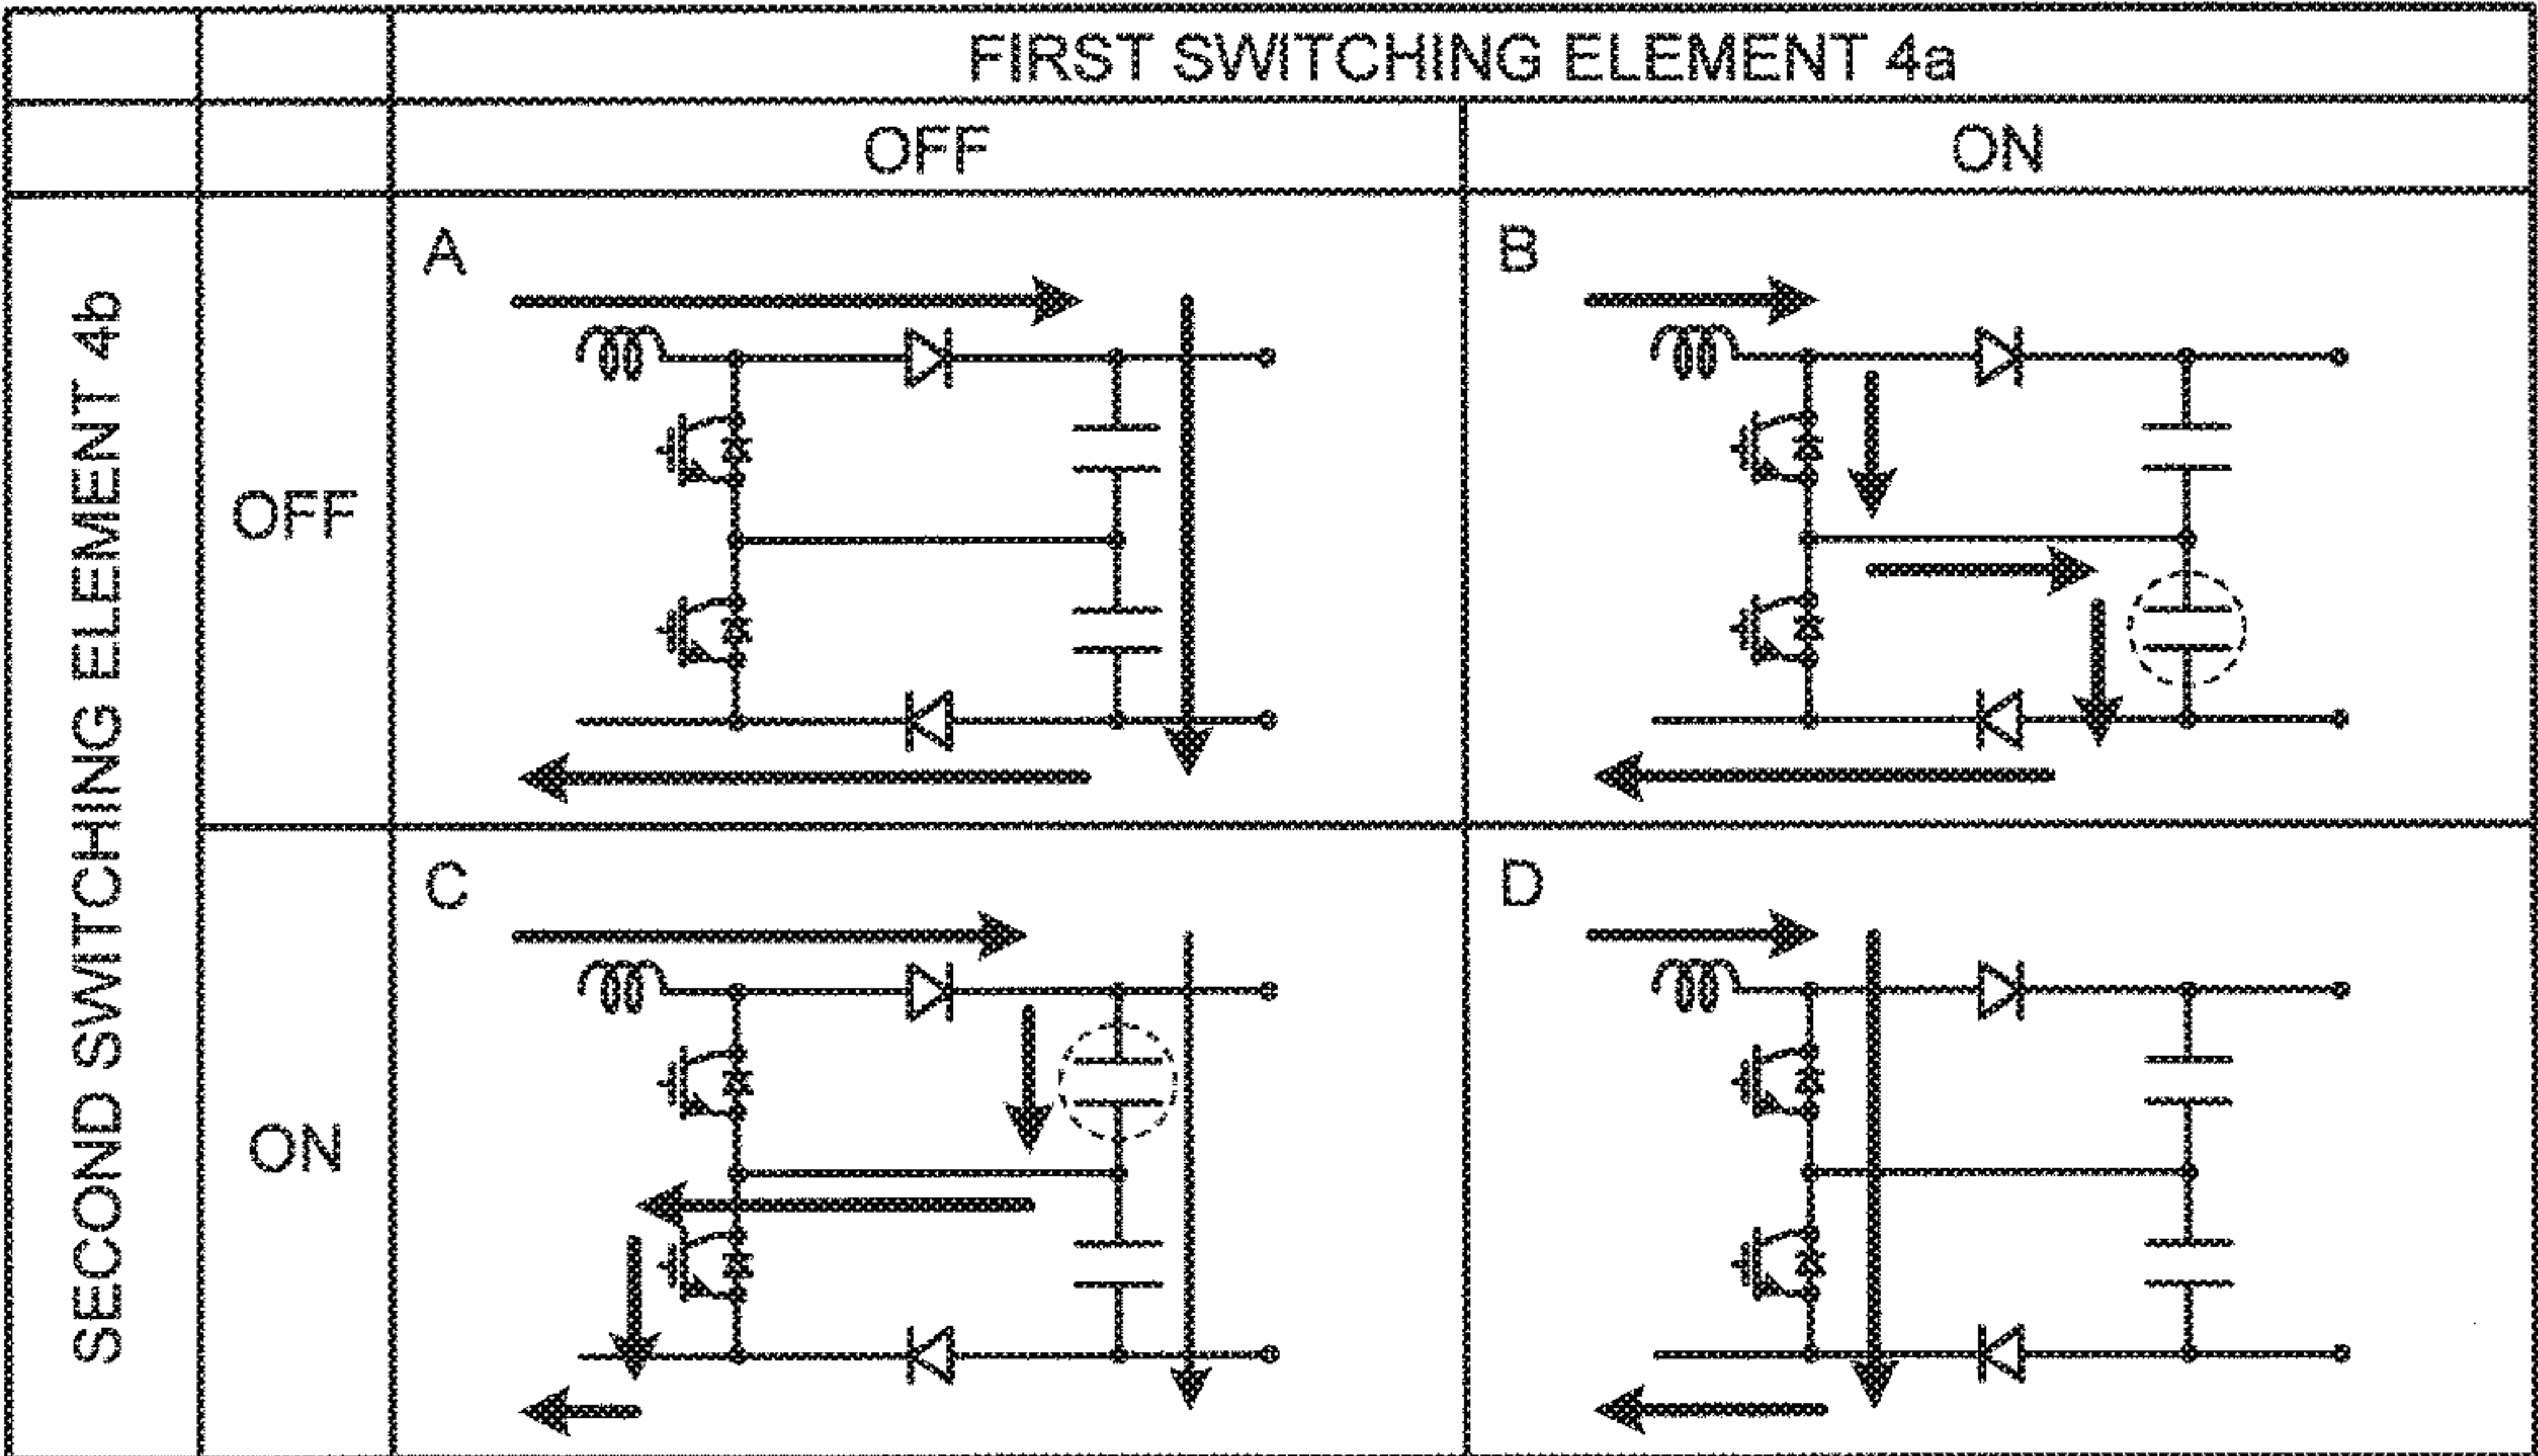 FIRST SWITCHING ELEMENT 4a
OFF
ON
SECOND SWITCHING ELEMENT 4b
OFF
A
B
ON
C
D